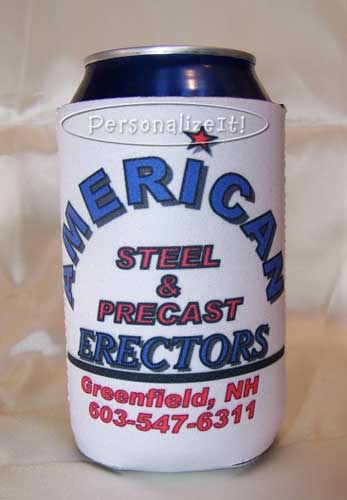 PersonalizeIt!
AMERICAN
STEEL
&
PRECAST
ERECTORS
Greenfield, NH
603-547-6311